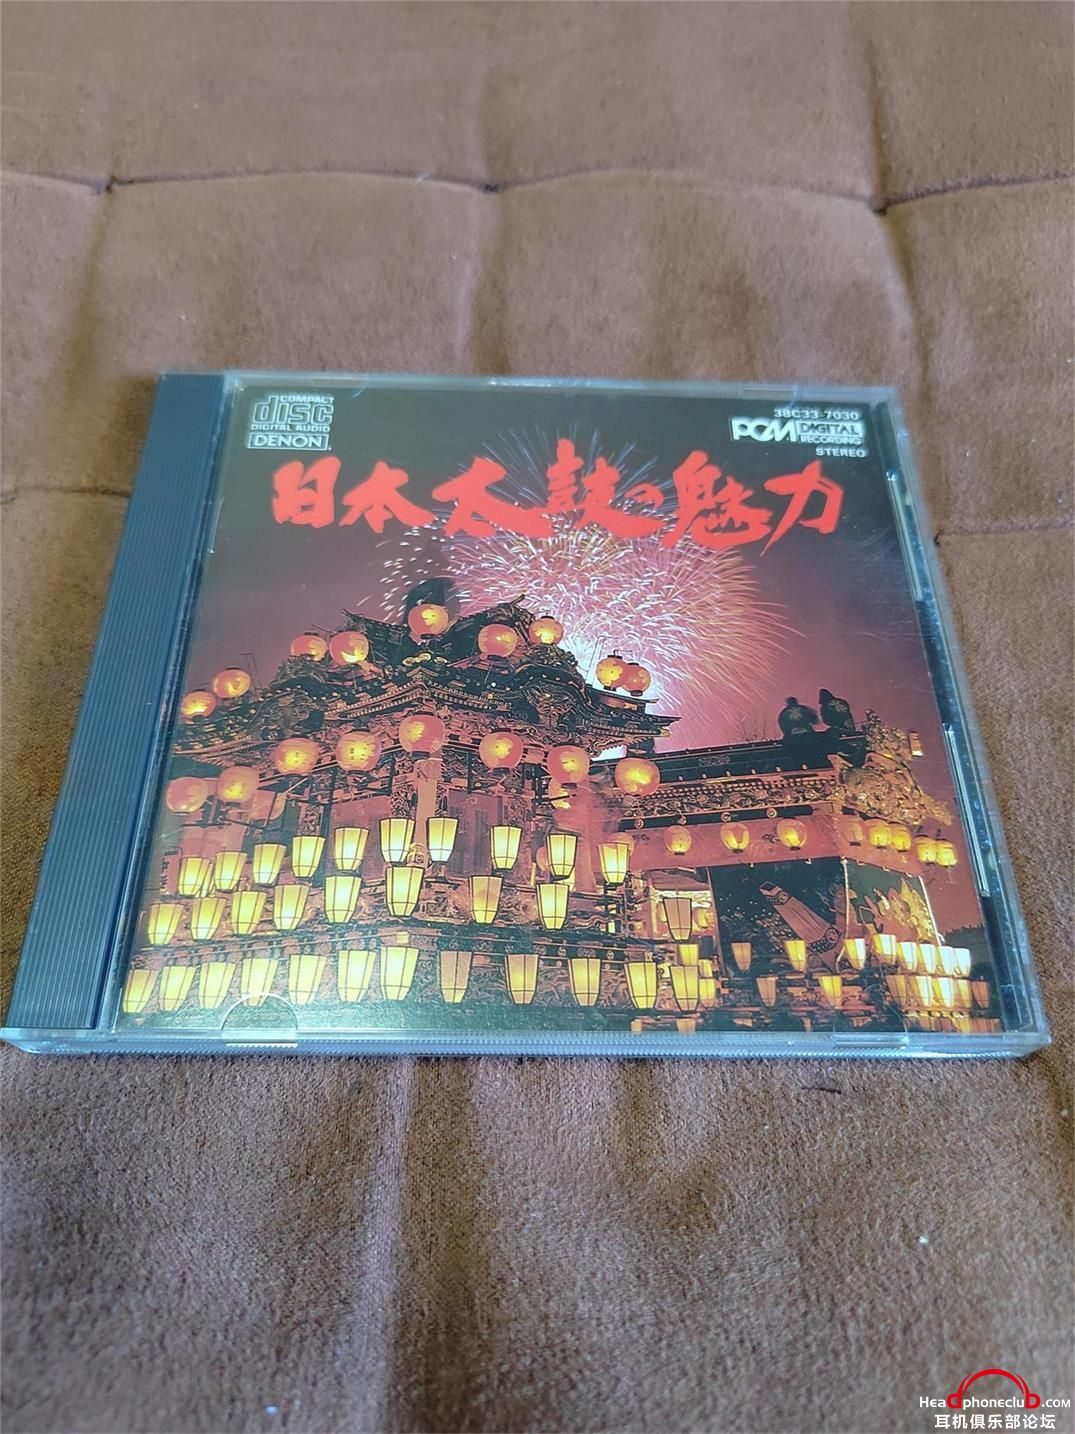 COMPACT
disc
DIGITAL AUDIO
DENON
38C33-7030
PCM DIGITAL
RECORDING
STEREO
日本太鼓の魅力
Headphoneclub.com
耳机俱乐部论坛